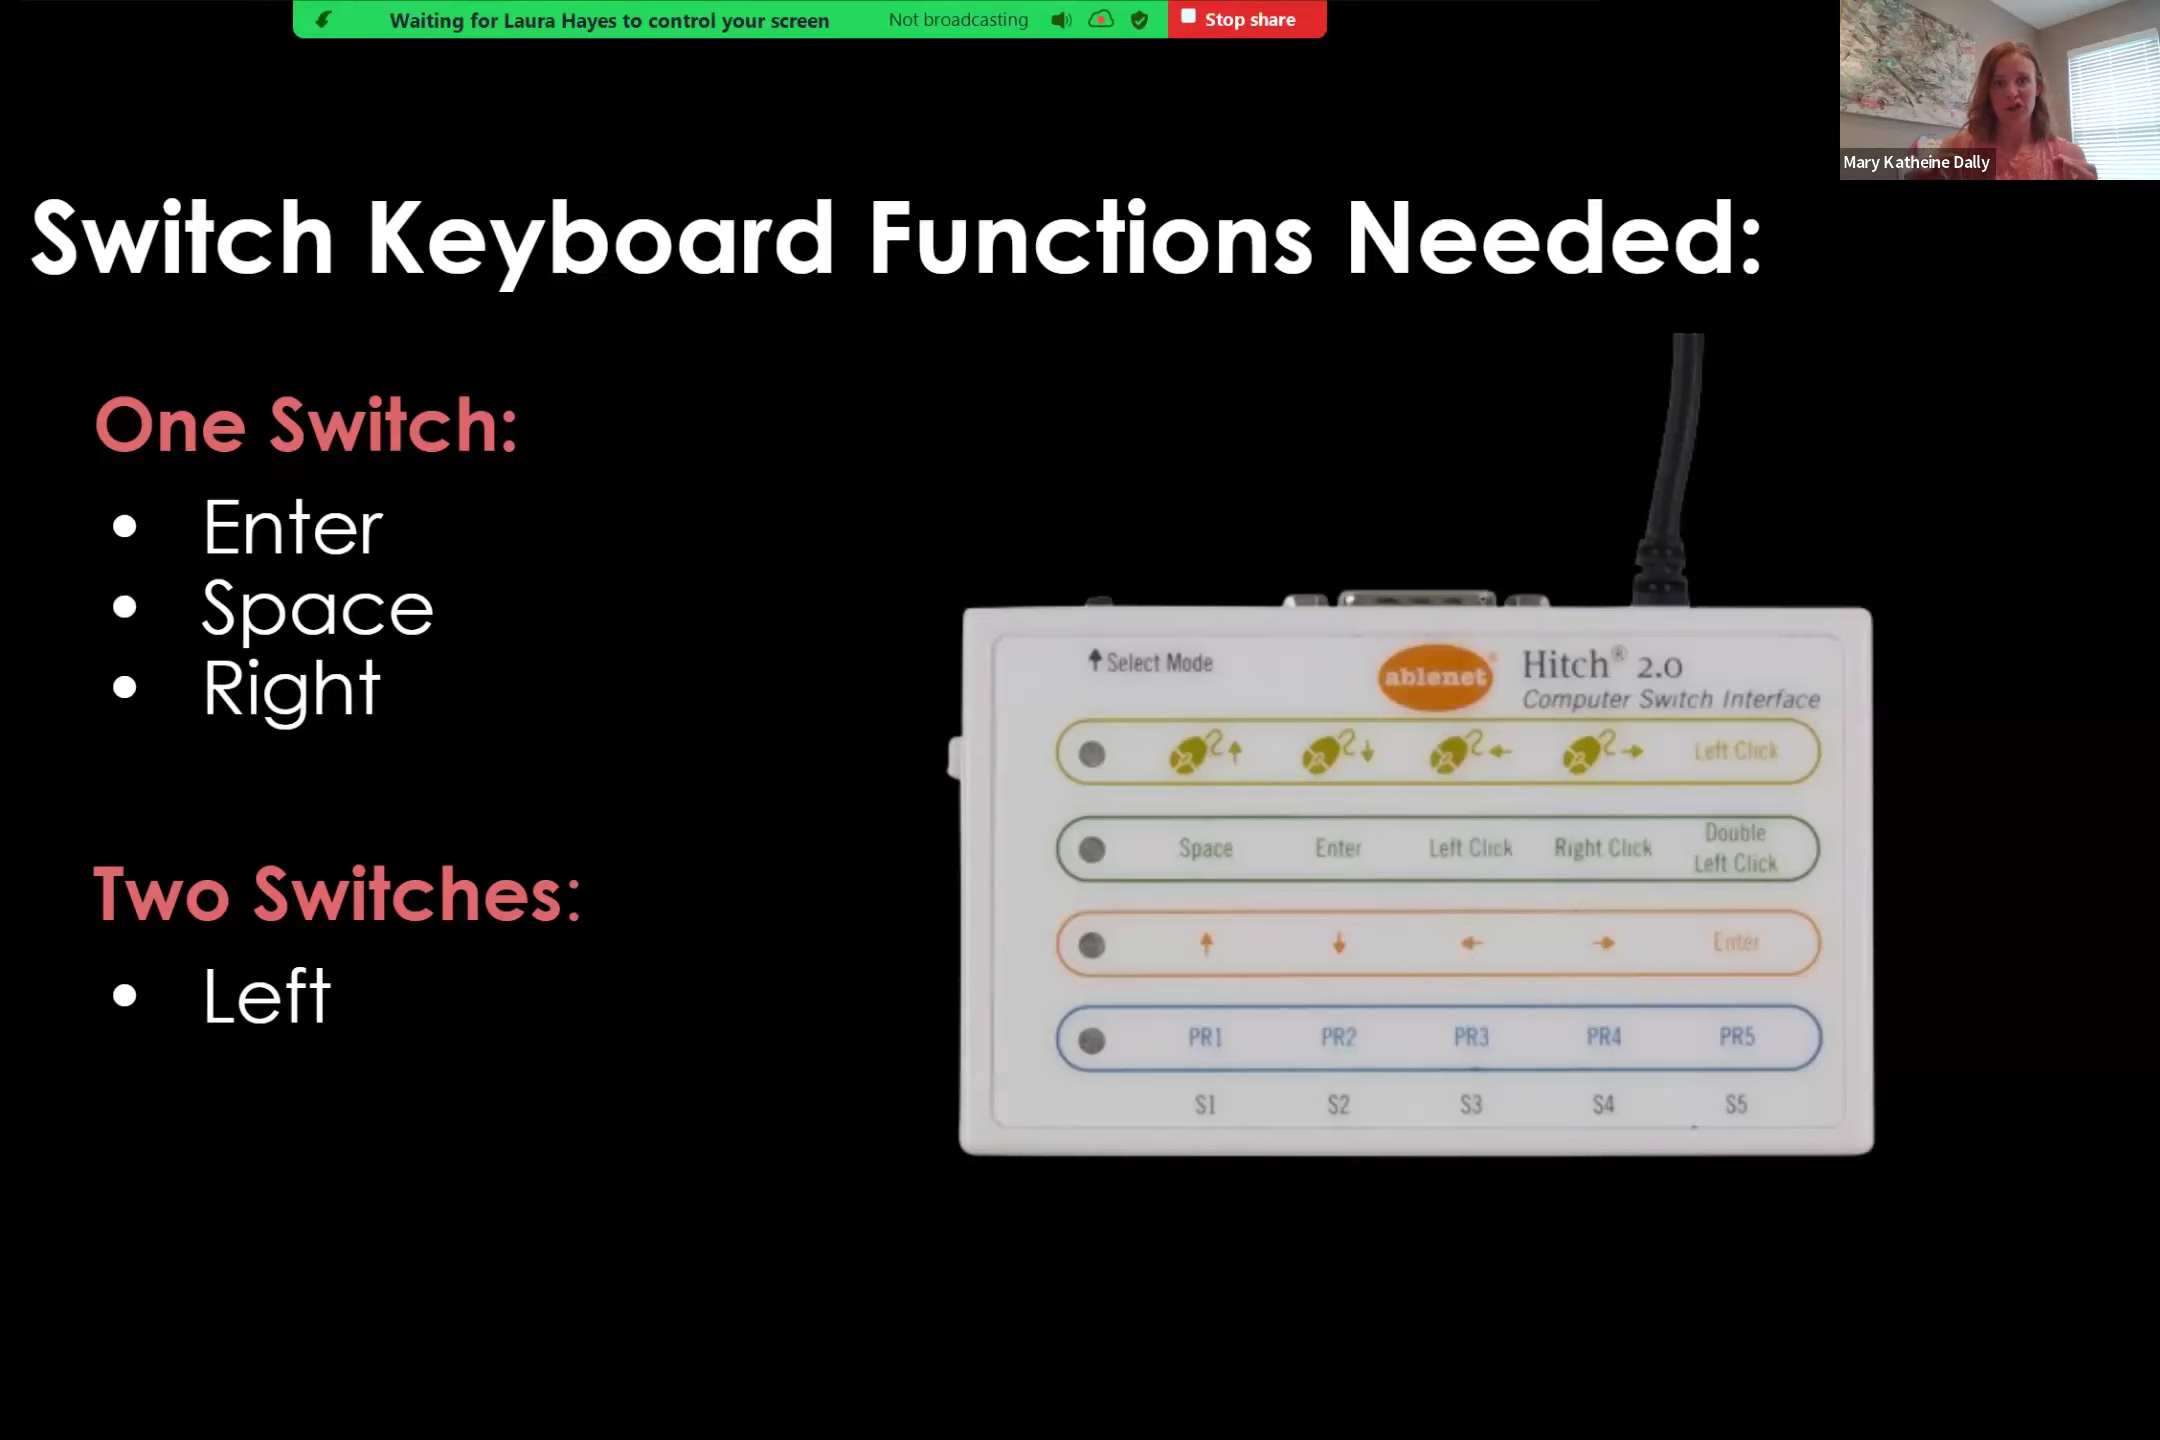 Waiting for Laura Hayes to control your screen
Not broadcasting
Stop share
Mary Katheine Dally
Switch Keyboard Functions Needed:
One Switch:
• Enter
• Space
• Right
Two Switches:
• Left
Select Mode
ablenet®
Hitch® 2.0
Computer Switch Interface
Left Click
Space Enter Left Click Right Click Double Left Click
Enter
PR1 PR2 PR3 PR4 PR5
S1 S2 S3 S4 S5